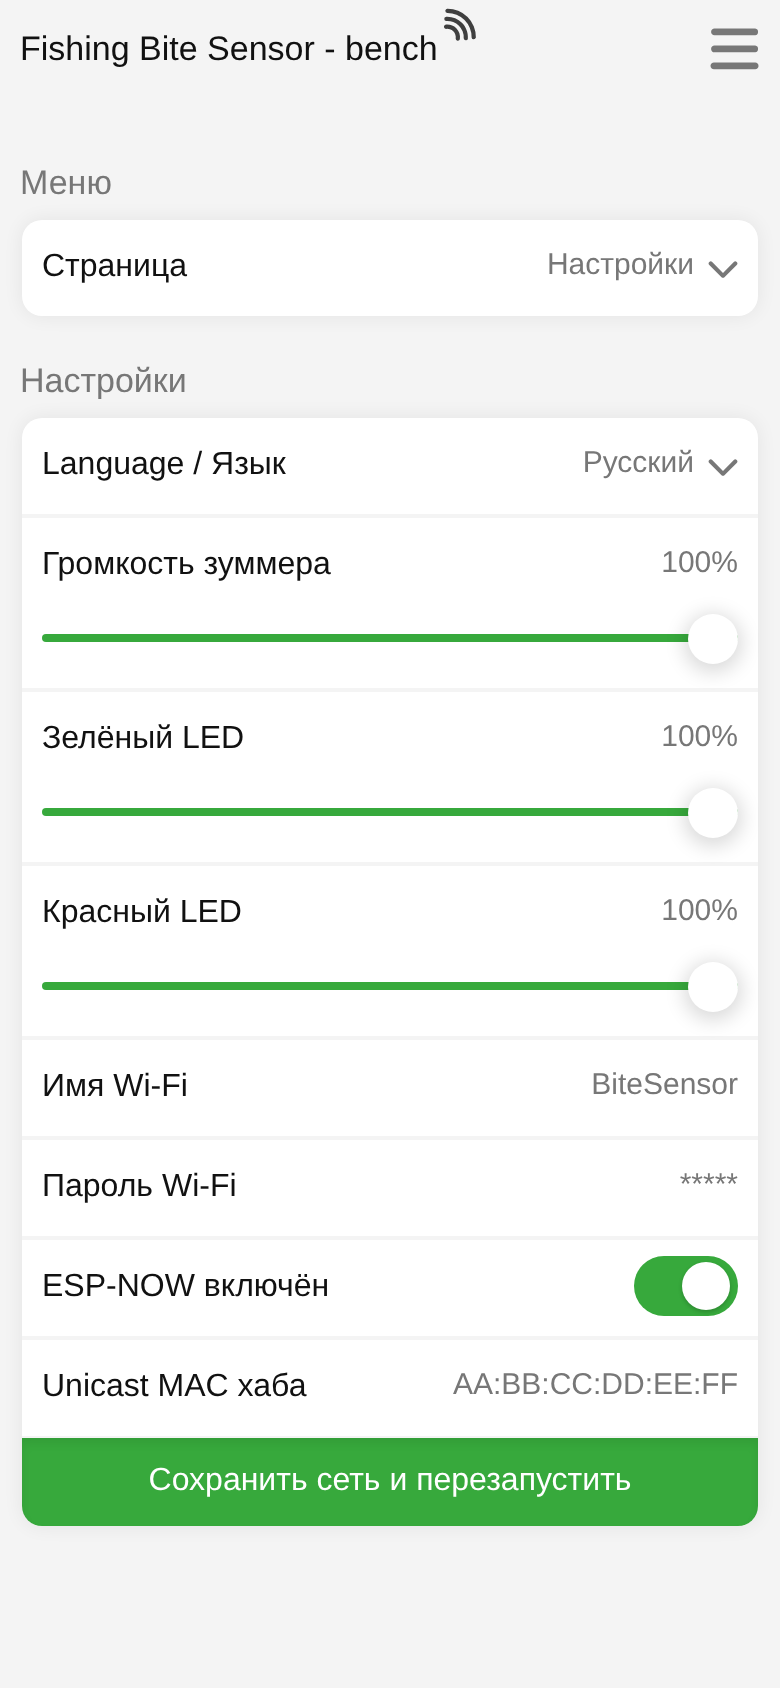 Fishing Bite Sensor - bench
Меню
Страница Настройки
Настройки
Language / Язык Русский
Громкость зуммера 100%
Зелёный LED 100%
Красный LED 100%
Имя Wi-Fi BiteSensor
Пароль Wi-Fi *****
ESP-NOW включён
Unicast MAC хаба AA:BB:CC:DD:EE:FF
Сохранить сеть и перезапустить